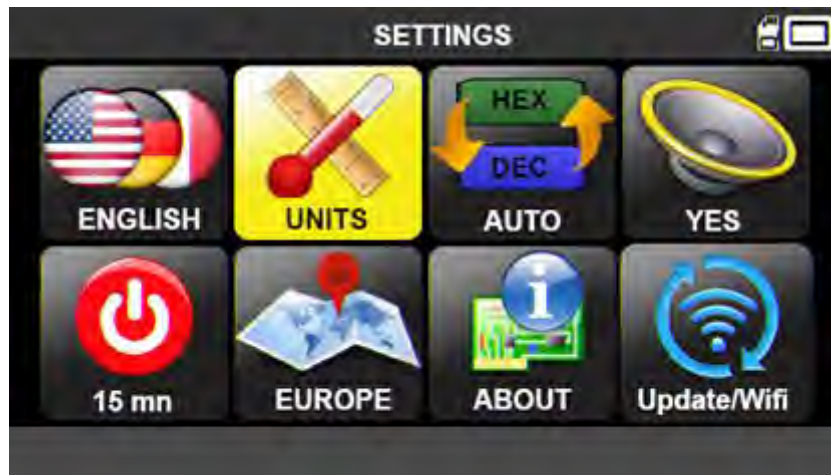 SETTINGS
ENGLISH
UNITS
HEX
DEC
AUTO
YES
15 mn
EUROPE
i
ABOUT
Update/Wifi